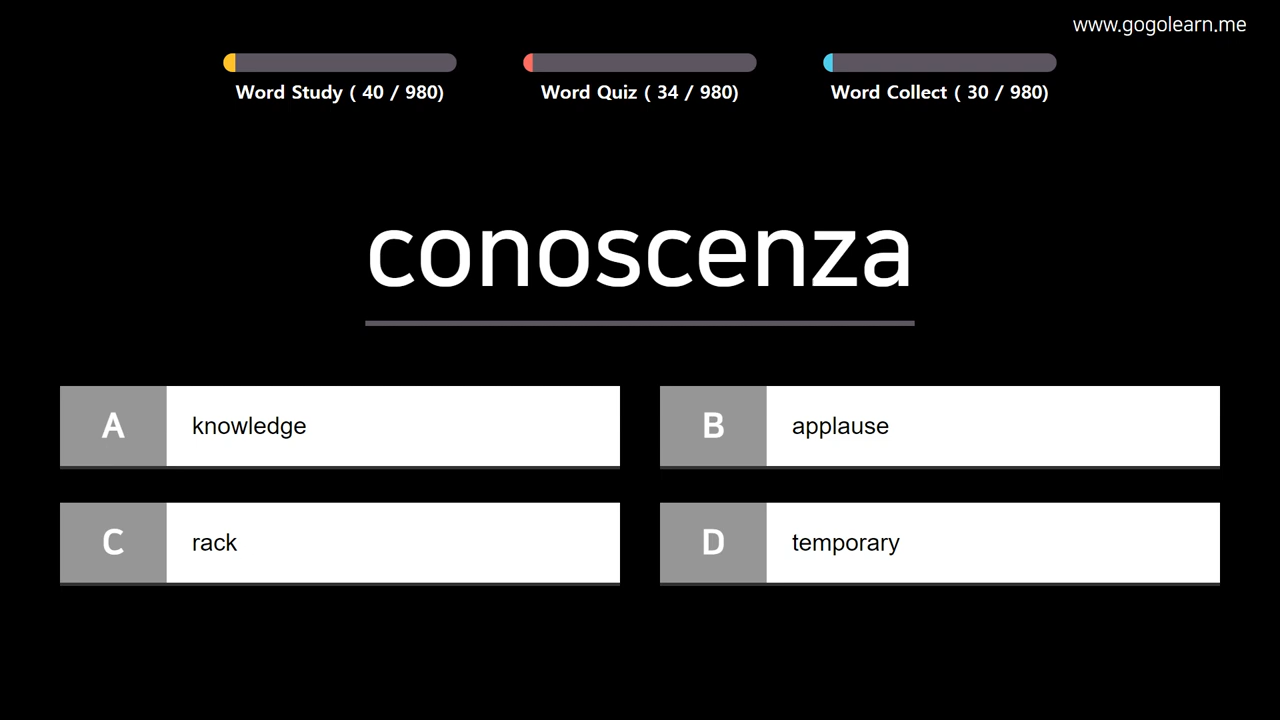 www.gogolearn.me
Word Study ( 40 / 980)
Word Quiz ( 34 / 980)
Word Collect ( 30 / 980)
conoscenza
A knowledge
B applause
C rack
D temporary